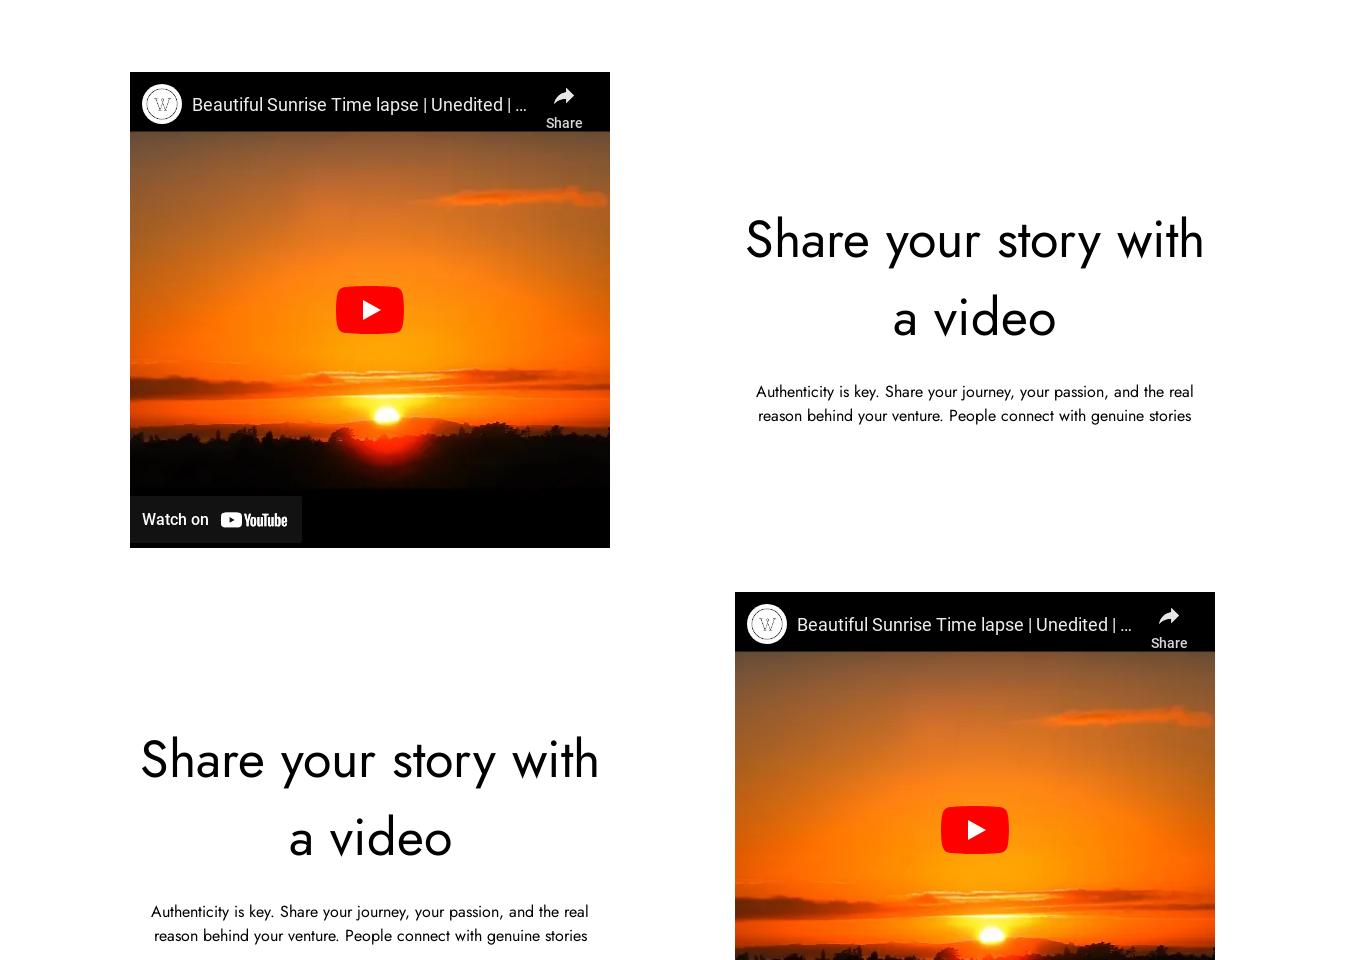 W
Beautiful Sunrise Time lapse | Unedited | ...
Share
Share your story with
a video
Authenticity is key. Share your journey, your passion, and the real
reason behind your venture. People connect with genuine stories
Watch on YouTube
W
Beautiful Sunrise Time lapse | Unedited | ...
Share
Share your story with
a video
Authenticity is key. Share your journey, your passion, and the real
reason behind your venture. People connect with genuine stories